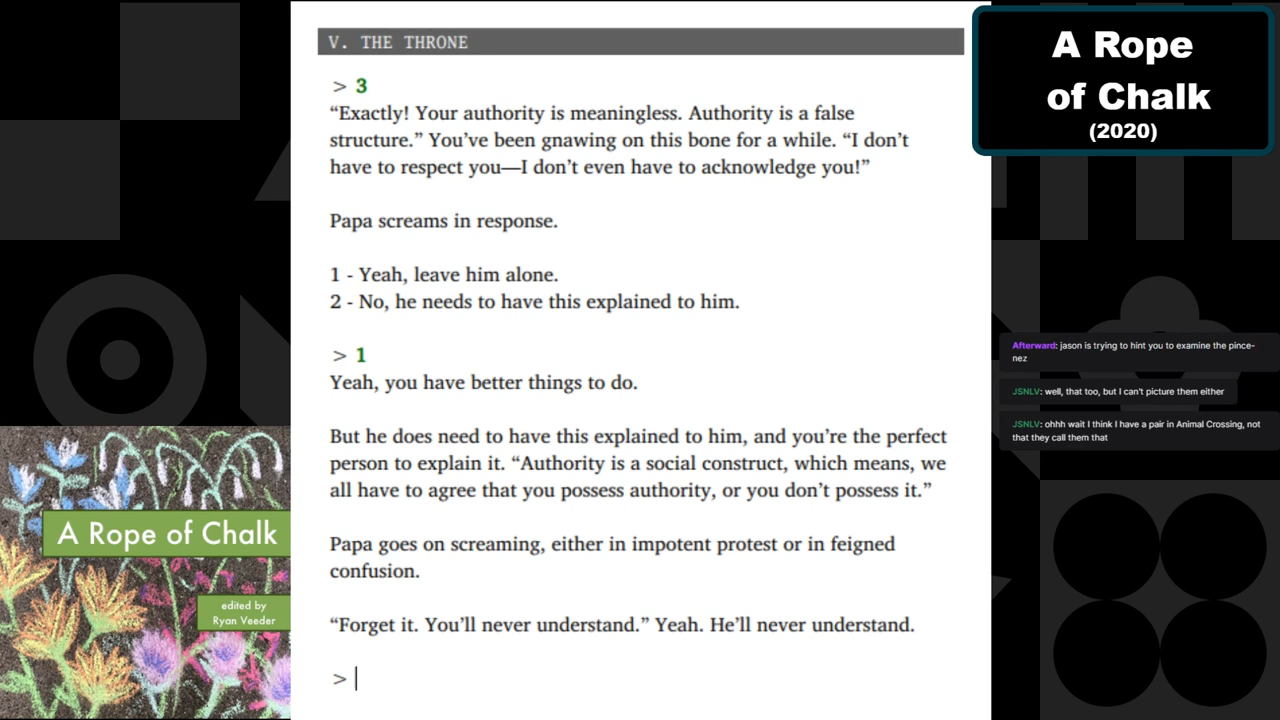 V. THE THRONE
> 3
“Exactly! Your authority is meaningless. Authority is a false
structure.” You’ve been gnawing on this bone for a while. “I don’t
have to respect you—I don’t even have to acknowledge you!”
Papa screams in response.
1 - Yeah, leave him alone.
2 - No, he needs to have this explained to him.
> 1
Yeah, you have better things to do.
But he does need to have this explained to him, and you’re the perfect
person to explain it. “Authority is a social construct, which means, we
all have to agree that you possess authority, or you don’t possess it.”
Papa goes on screaming, either in impotent protest or in feigned
confusion.
“Forget it. You’ll never understand.” Yeah. He’ll never understand.
>
A Rope
of Chalk
(2020)
Afterward: jason is trying to hint you to examine the pince-
nez
JSNLV: well, that too, but I can't picture them either
JSNLV: ohhh wait I think I have a pair in Animal Crossing, not
that they call them that
A Rope of Chalk
edited by
Ryan Veeder